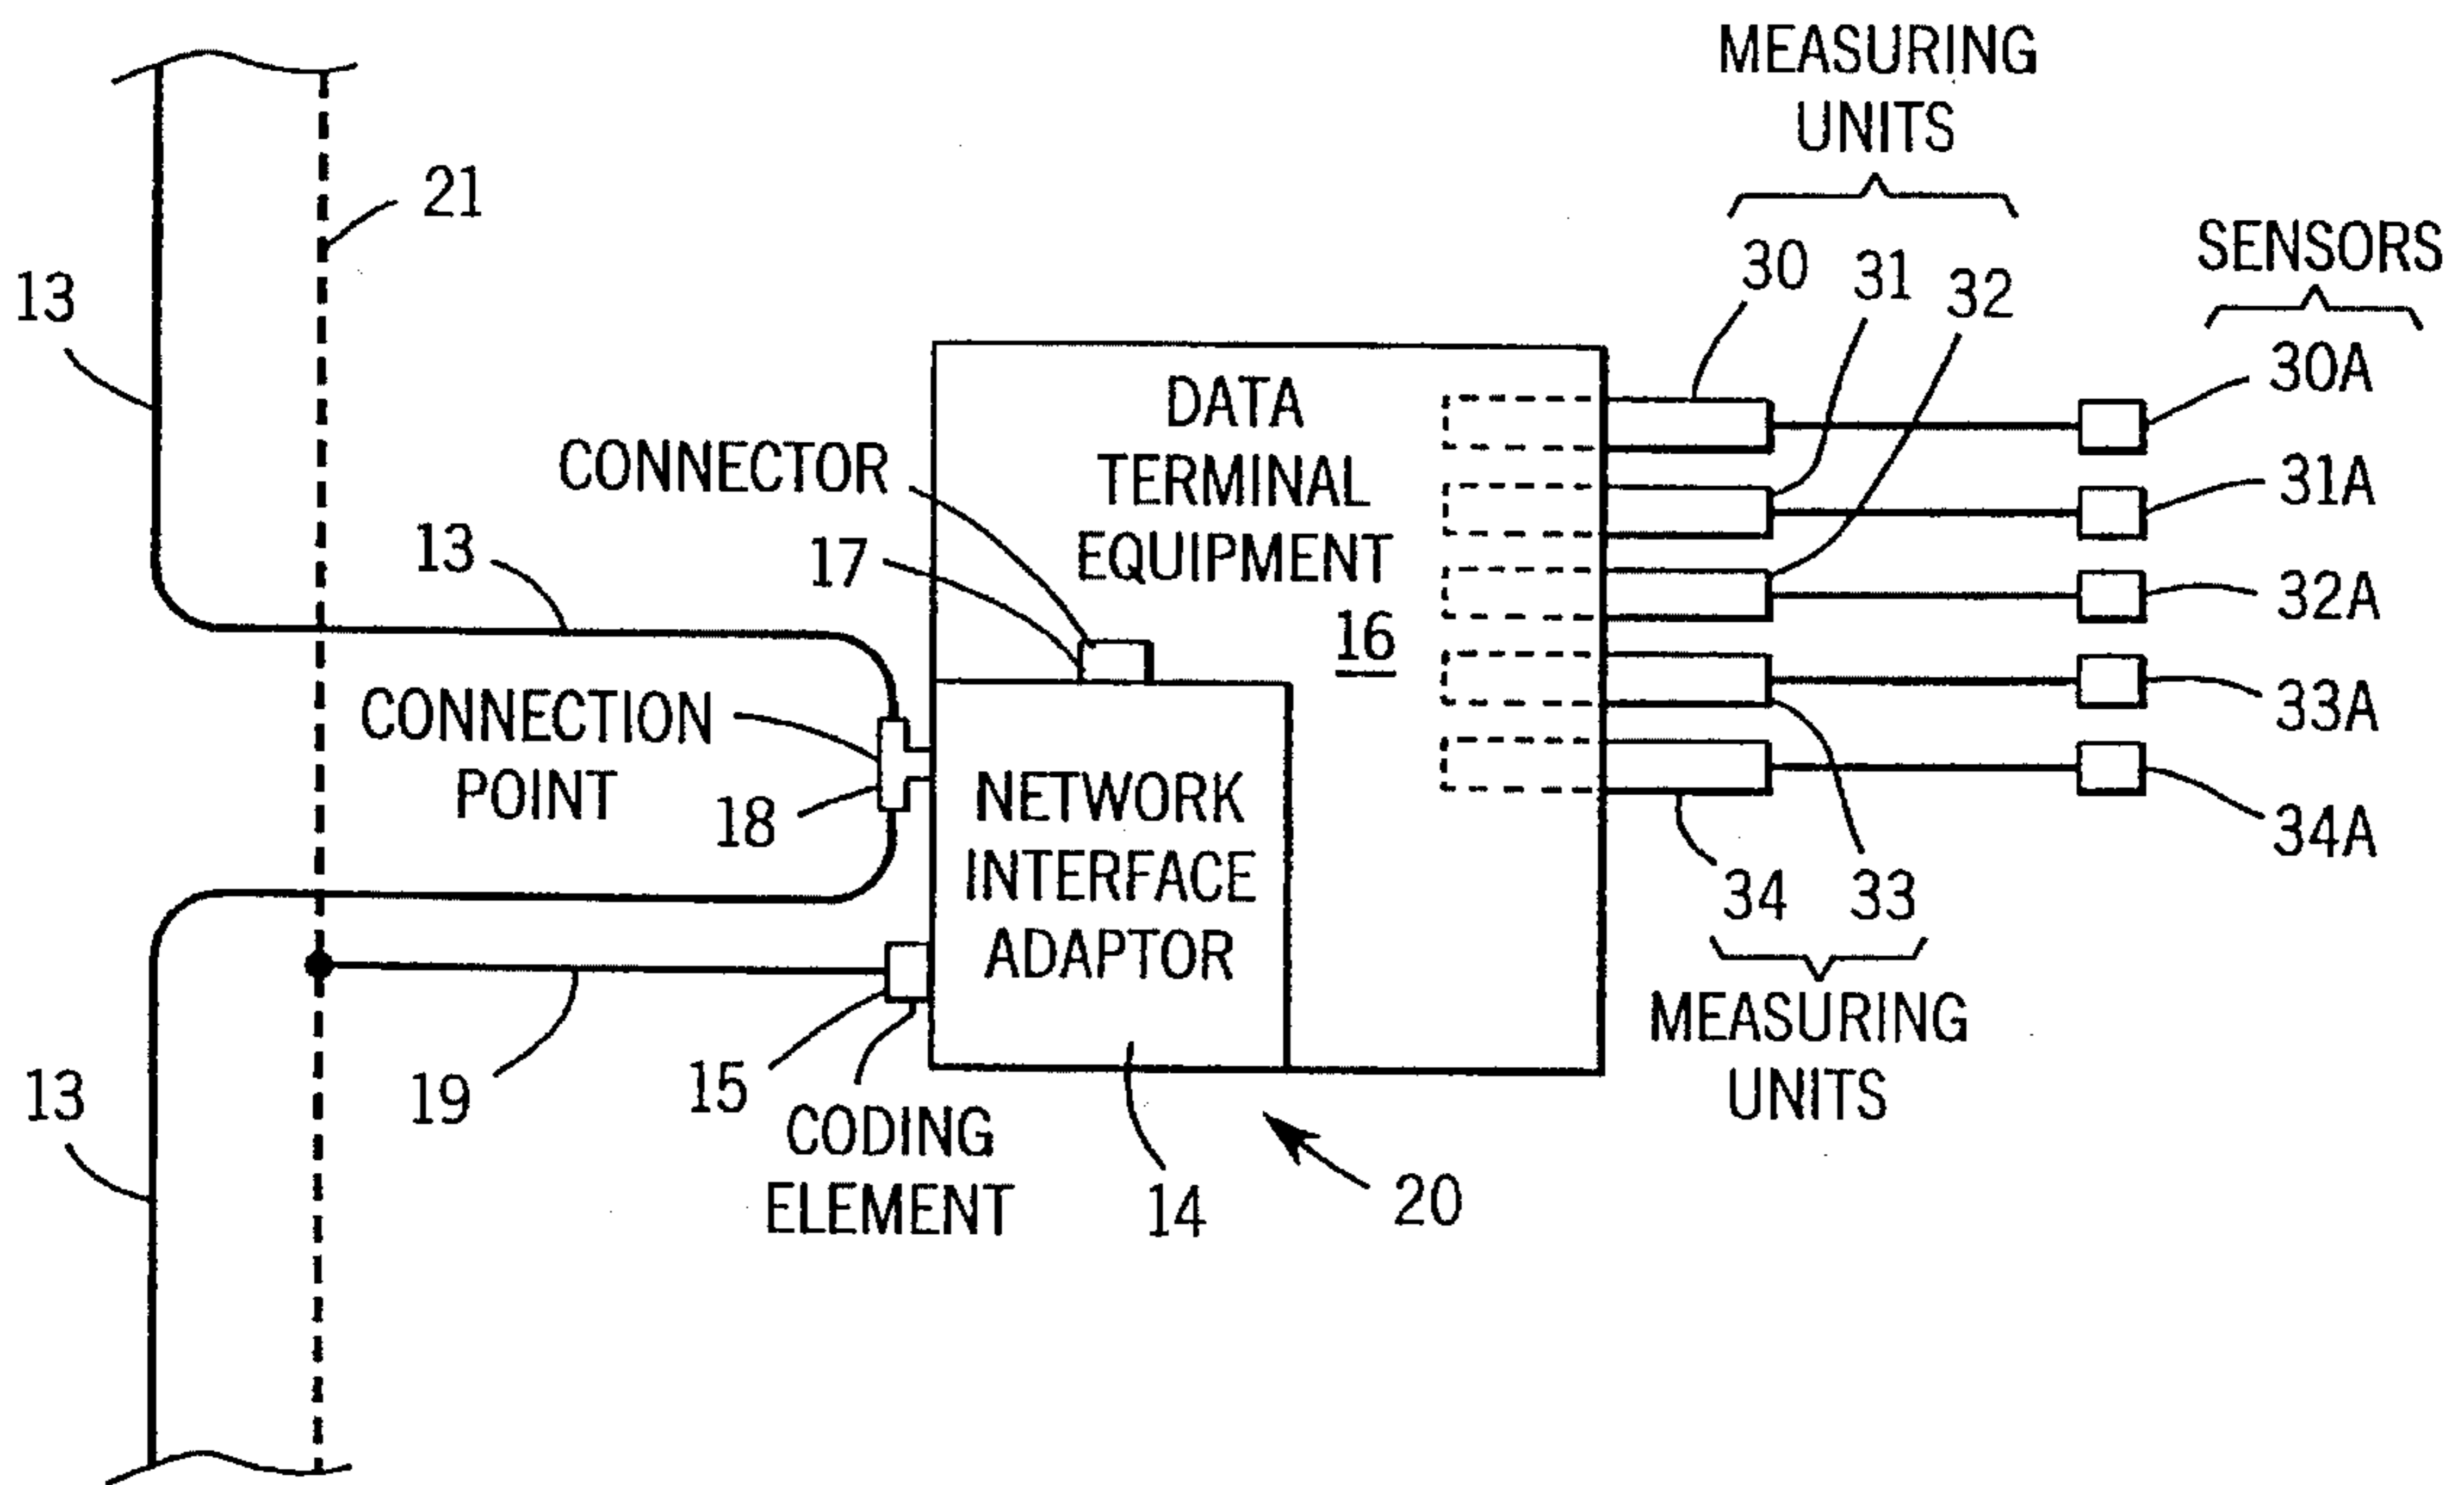 MEASURING
UNITS
21
SENSORS
30
31
32
13
30A
DATA
TERMINAL
EQUIPMENT
16
CONNECTOR
17
31A
13
32A
CONNECTION
POINT
18
33A
NETWORK
INTERFACE
ADAPTOR
34A
34
33
MEASURING
UNITS
13
19
15
CODING
ELEMENT
14
20